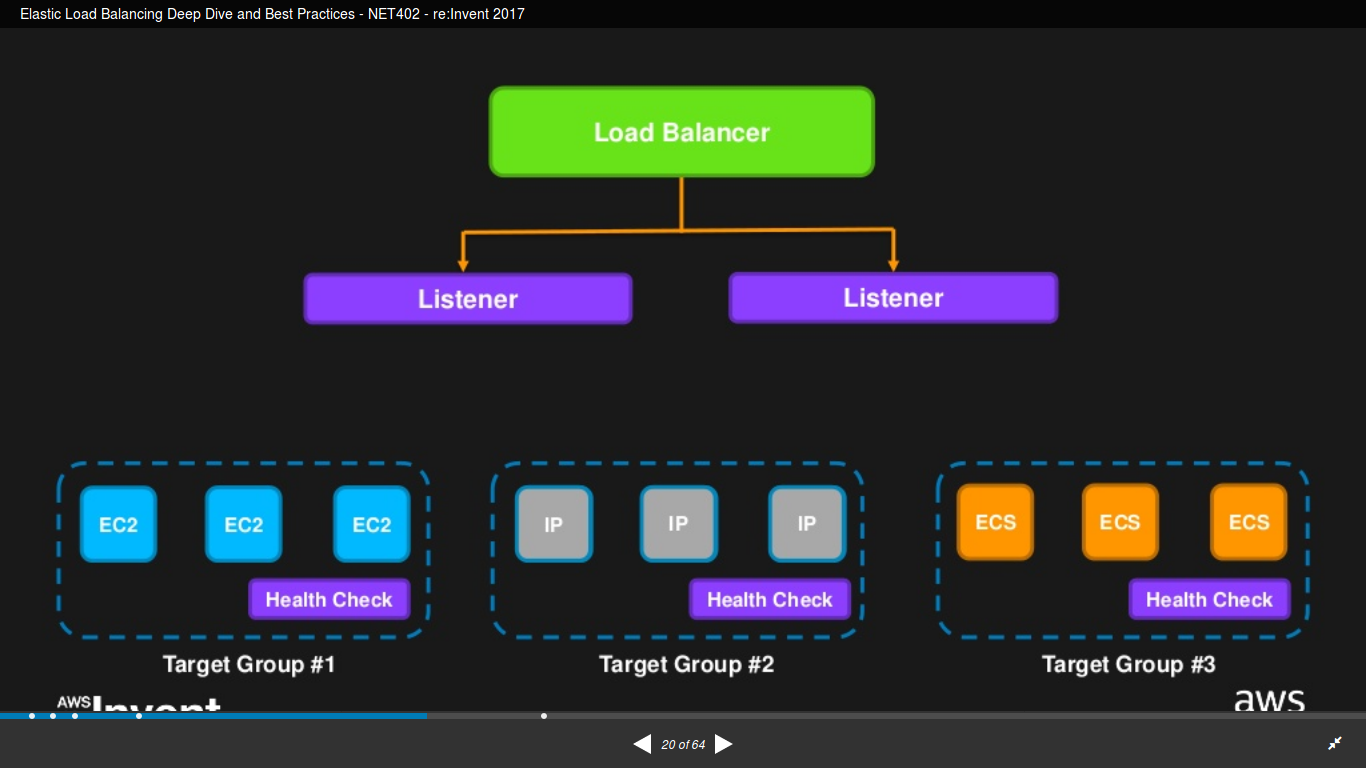 Elastic Load Balancing Deep Dive and Best Practices - NET402 - re:Invent 2017
Load Balancer
Listener Listener
EC2 EC2 EC2 IP IP IP ECS ECS ECS
Health Check Health Check Health Check
Target Group #1 Target Group #2 Target Group #3
AWS Invent aws
20 of 64